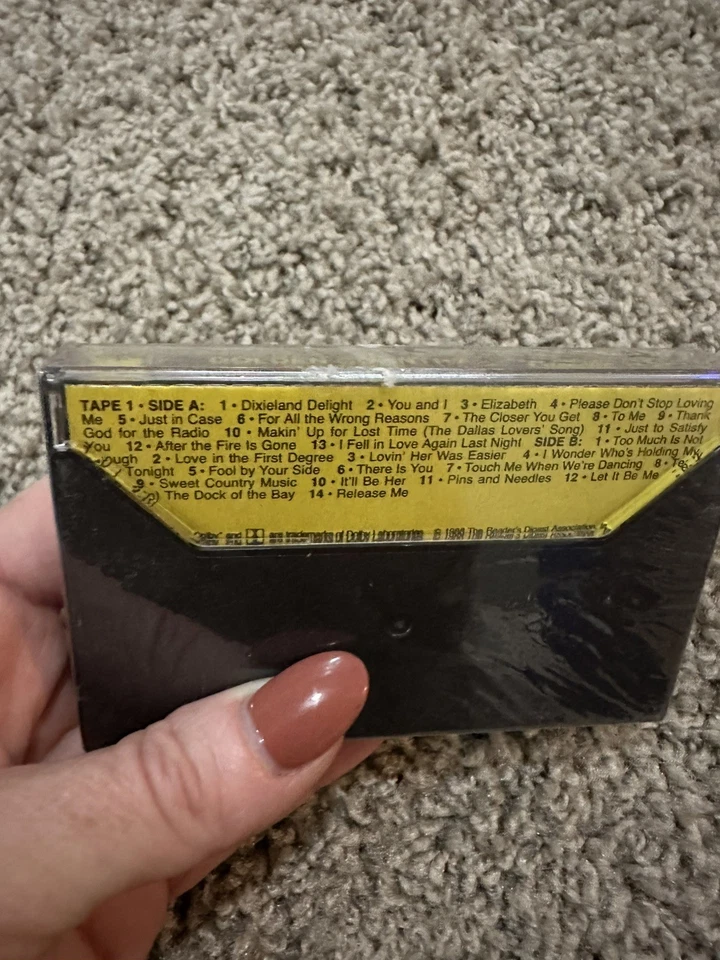 TAPE 1 • SIDE A: 1 • Dixieland Delight 2 • You and I 3 • Elizabeth 4 • Please Don't Stop Loving
Me 5 • Just in Case 6 • For All the Wrong Reasons 7 • The Closer You Get 8 • To Me 9 • Thank
God for the Radio 10 • Makin' Up for Lost Time (The Dallas Lovers' Song) 11 • Just to Satisfy
You 12 • After the Fire Is Gone 13 • I Fell in Love Again Last Night SIDE B: 1 • Too Much Is Not
2 • Love in the First Degree 3 • Lovin' Her Was Easier 4 • I Wonder Who's Holding My
Tonight 5 • Fool by Your Side 6 • There Is You 7 • Touch Me When We're Dancing 8 •
9 • Sweet Country Music 10 • It'll Be Her 11 • Pins and Needles 12 • Let It Be Me
The Dock of the Bay 14 • Release Me
and are trademarks of Dolby Laboratories The Reader's Digest Association,